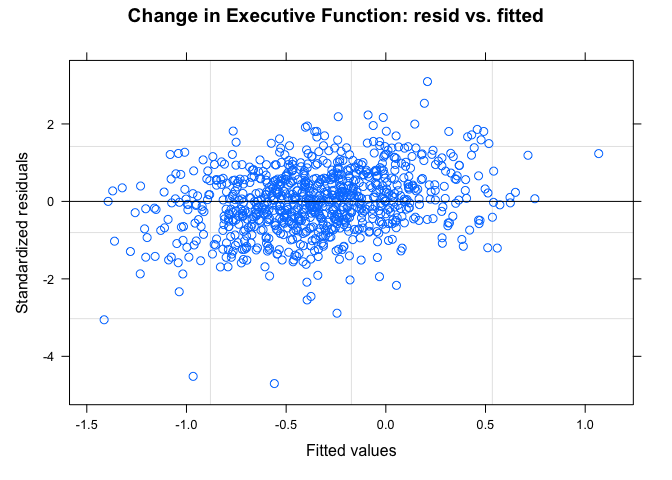 Change in Executive Function: resid vs. fitted
Standardized residuals
2
0
-2
-4
-1.5 -1.0 -0.5 0.0 0.5 1.0
Fitted values